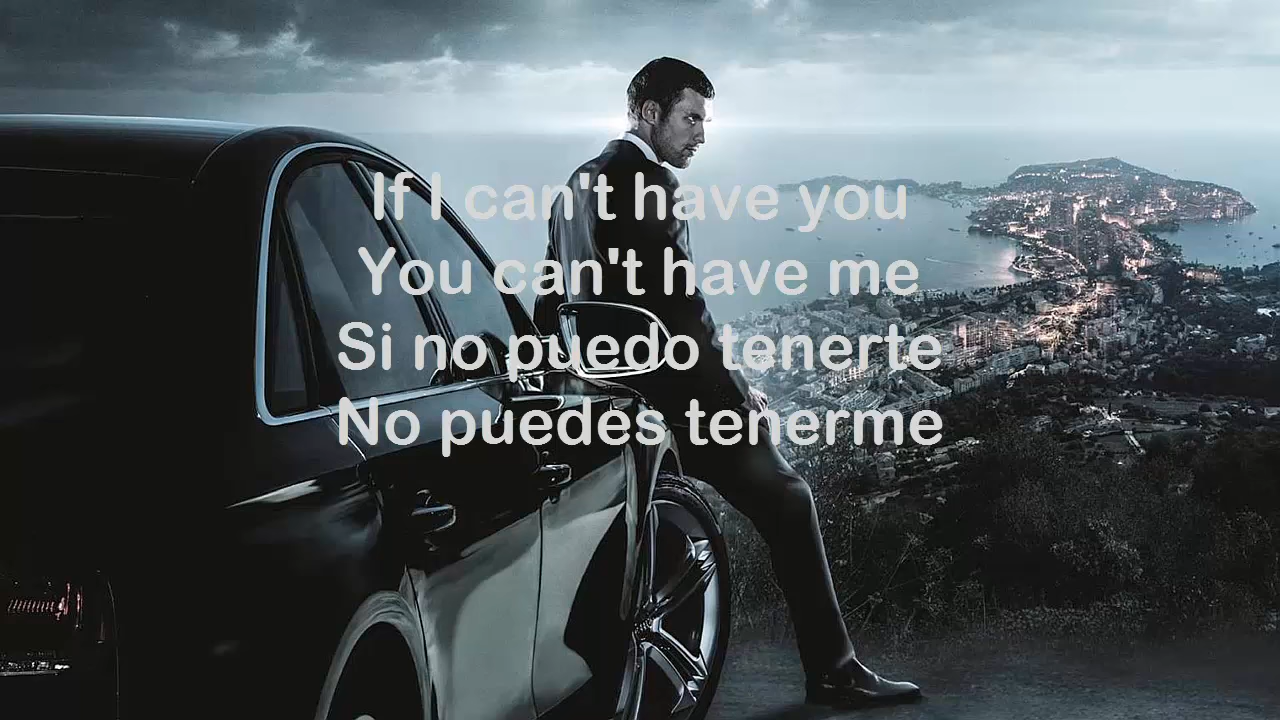 If I can't have you
You can't have me
Si no puedo tenerte
No puedes tenerme